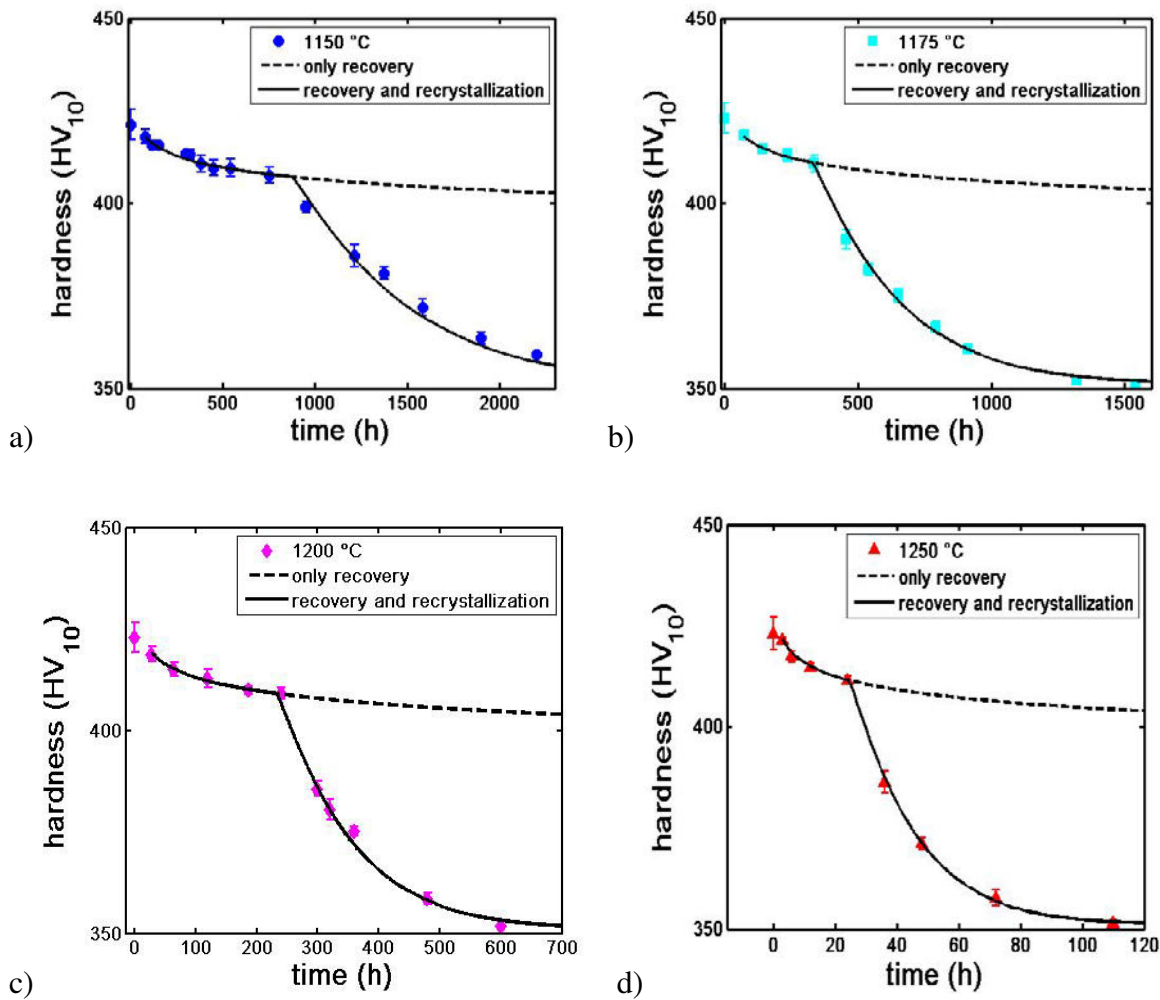 450
400
350
hardness (HV10)
1150 °C
only recovery
recovery and recrystallization
0 500 1000 1500 2000
time (h)
a)
450
400
350
hardness (HV10)
1175 °C
only recovery
recovery and recrystallization
0 500 1000 1500
time (h)
b)
450
400
350
hardness (HV10)
1200 °C
only recovery
recovery and recrystallization
0 100 200 300 400 500 600 700
time (h)
c)
450
400
350
hardness (HV10)
1250 °C
only recovery
recovery and recrystallization
0 20 40 60 80 100 120
time (h)
d)